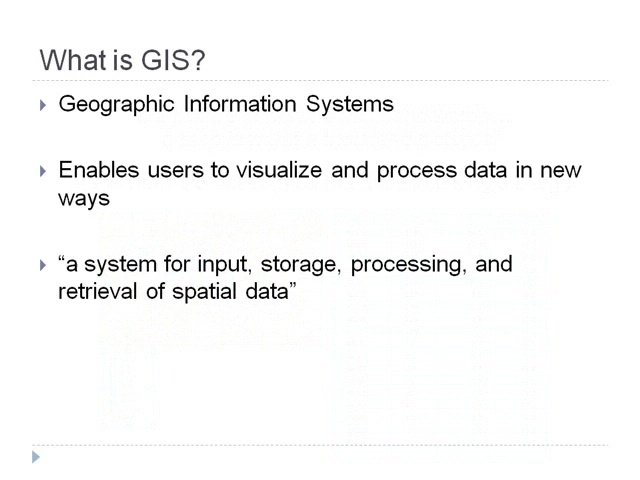 What is GIS?
Geographic Information Systems
Enables users to visualize and process data in new
ways
“a system for input, storage, processing, and
retrieval of spatial data”